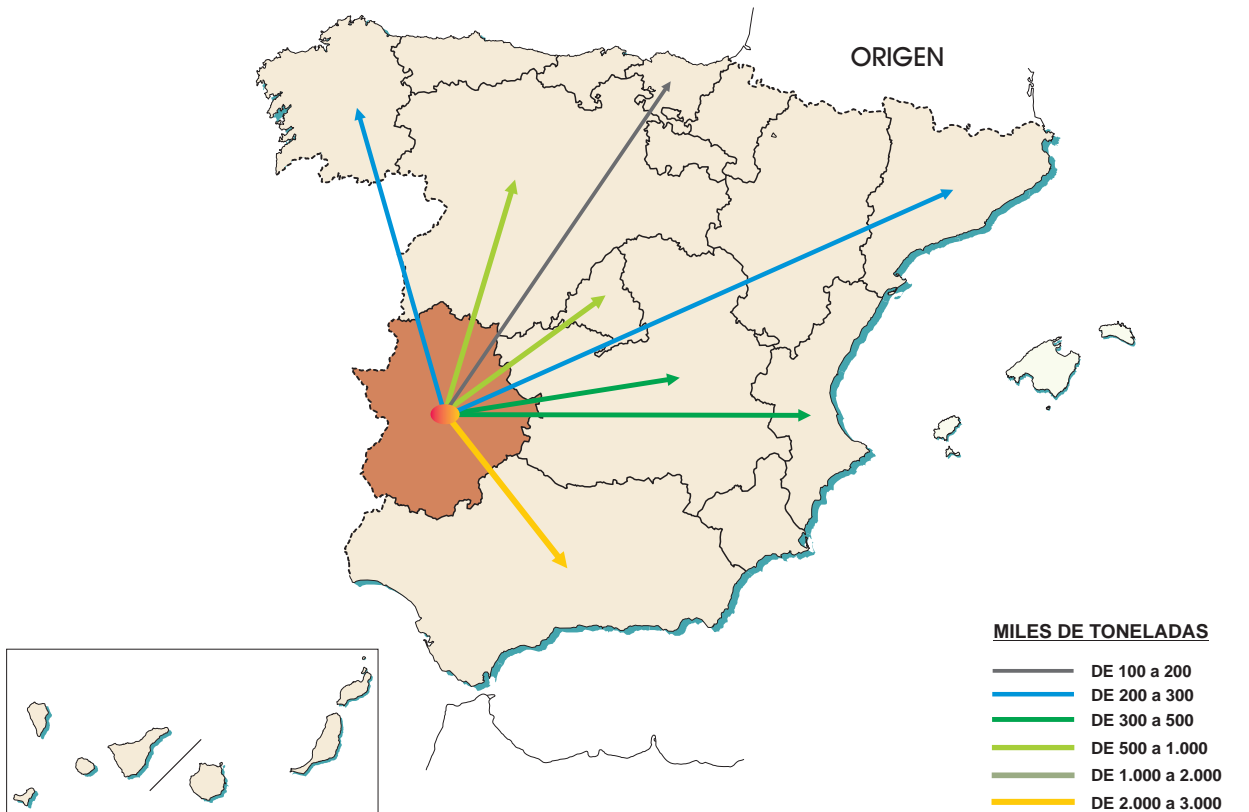 ORIGEN
MILES DE TONELADAS
DE 100 a 200
DE 200 a 300
DE 300 a 500
DE 500 a 1.000
DE 1.000 a 2.000
DE 2.000 a 3.000